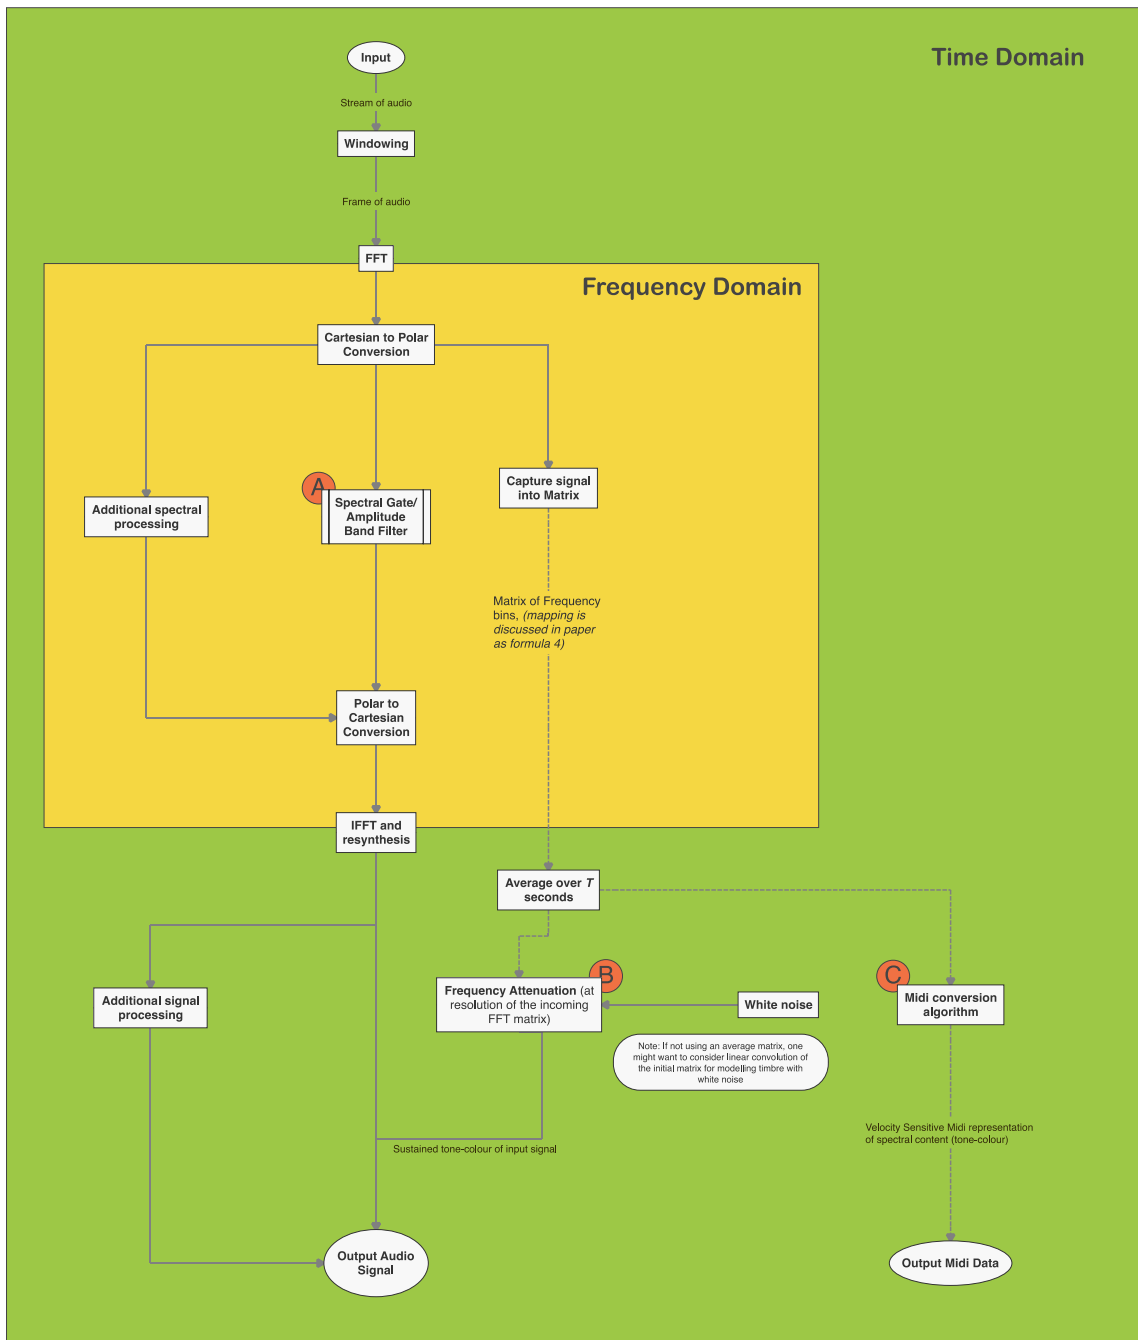 Time Domain
Input
Stream of audio
Windowing
Frame of audio
FFT
Frequency Domain
Cartesian to Polar
Conversion
A
Spectral Gate/
Amplitude
Band Filter
Capture signal
into Matrix
Additional spectral
processing
Matrix of Frequency
bins, (mapping is
discussed in paper
as formula 4)
Polar to
Cartesian
Conversion
IFFT and
resynthesis
Average over T
seconds
B
Frequency Attenuation (at
resolution of the incoming
FFT matrix)
White noise
C
Midi conversion
algorithm
Additional signal
processing
Note: If not using an average matrix, one
might want to consider linear convolution of
the initial matrix for modelling timbre with
white noise
Velocity Sensitive Midi representation
of spectral content (tone-colour)
Sustained tone-colour of input signal
Output Audio
Signal
Output Midi Data